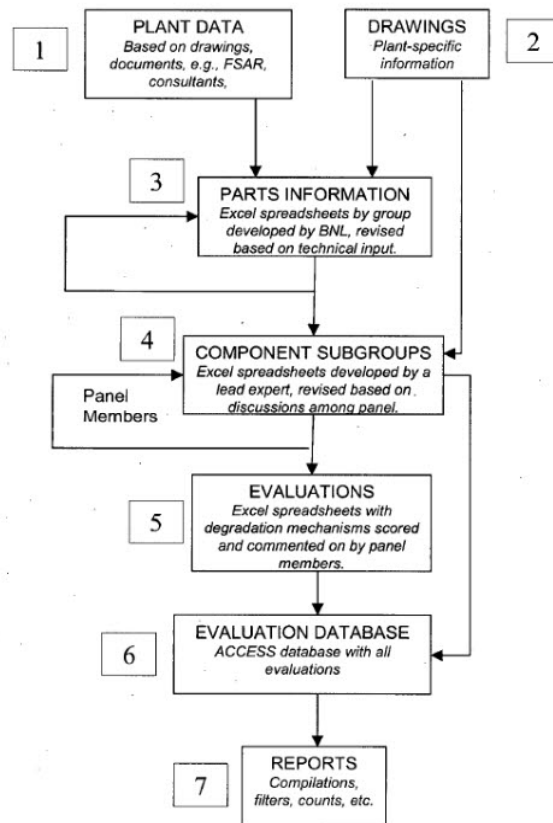 1
PLANT DATA
Based on drawings,
documents, e.g., FSAR,
consultants,
DRAWINGS
Plant-specific
information
2
3
PARTS INFORMATION
Excel spreadsheets by group
developed by BNL, revised
based on technical input.
4
COMPONENT SUBGROUPS
Excel spreadsheets developed by a
lead expert, revised based on
discussions among panel.
Panel
Members
5
EVALUATIONS
Excel spreadsheets with
degradation mechanisms scored
and commented on by panel
members.
6
EVALUATION DATABASE
ACCESS database with all
evaluations
7
REPORTS
Compilations,
filters, counts, etc.